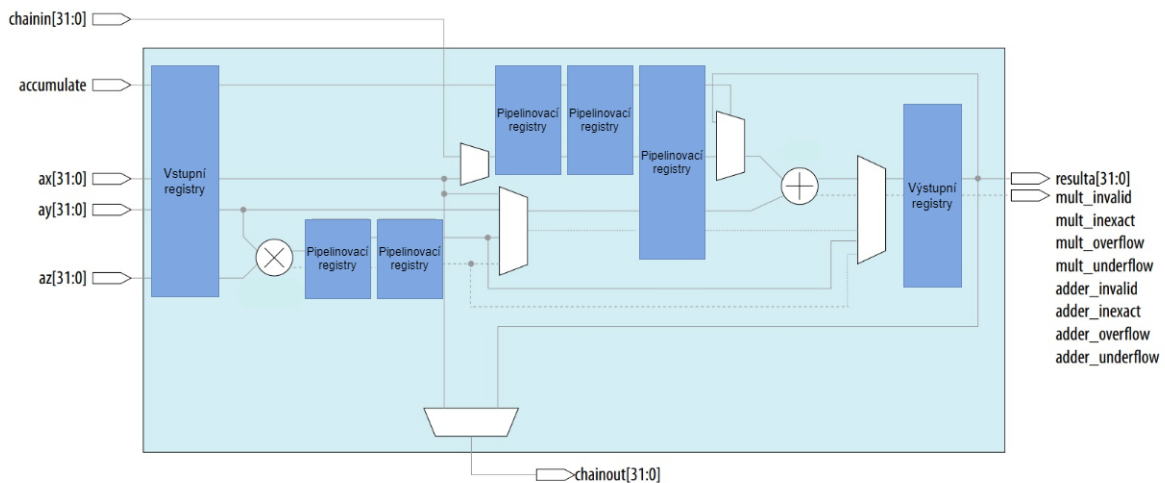 chainin[31:0]
accumulate
ax[31:0]
ay[31:0]
az[31:0]
Vstupní
registry
Pipelinovací
registry
Pipelinovací
registry
Pipelinovací
registry
Pipelinovací
registry
Pipelinovací
registry
Výstupní
registry
resulta[31:0]
mult_invalid
mult_inexact
mult_overflow
mult_underflow
adder_invalid
adder_inexact
adder_overflow
adder_underflow
chainout[31:0]